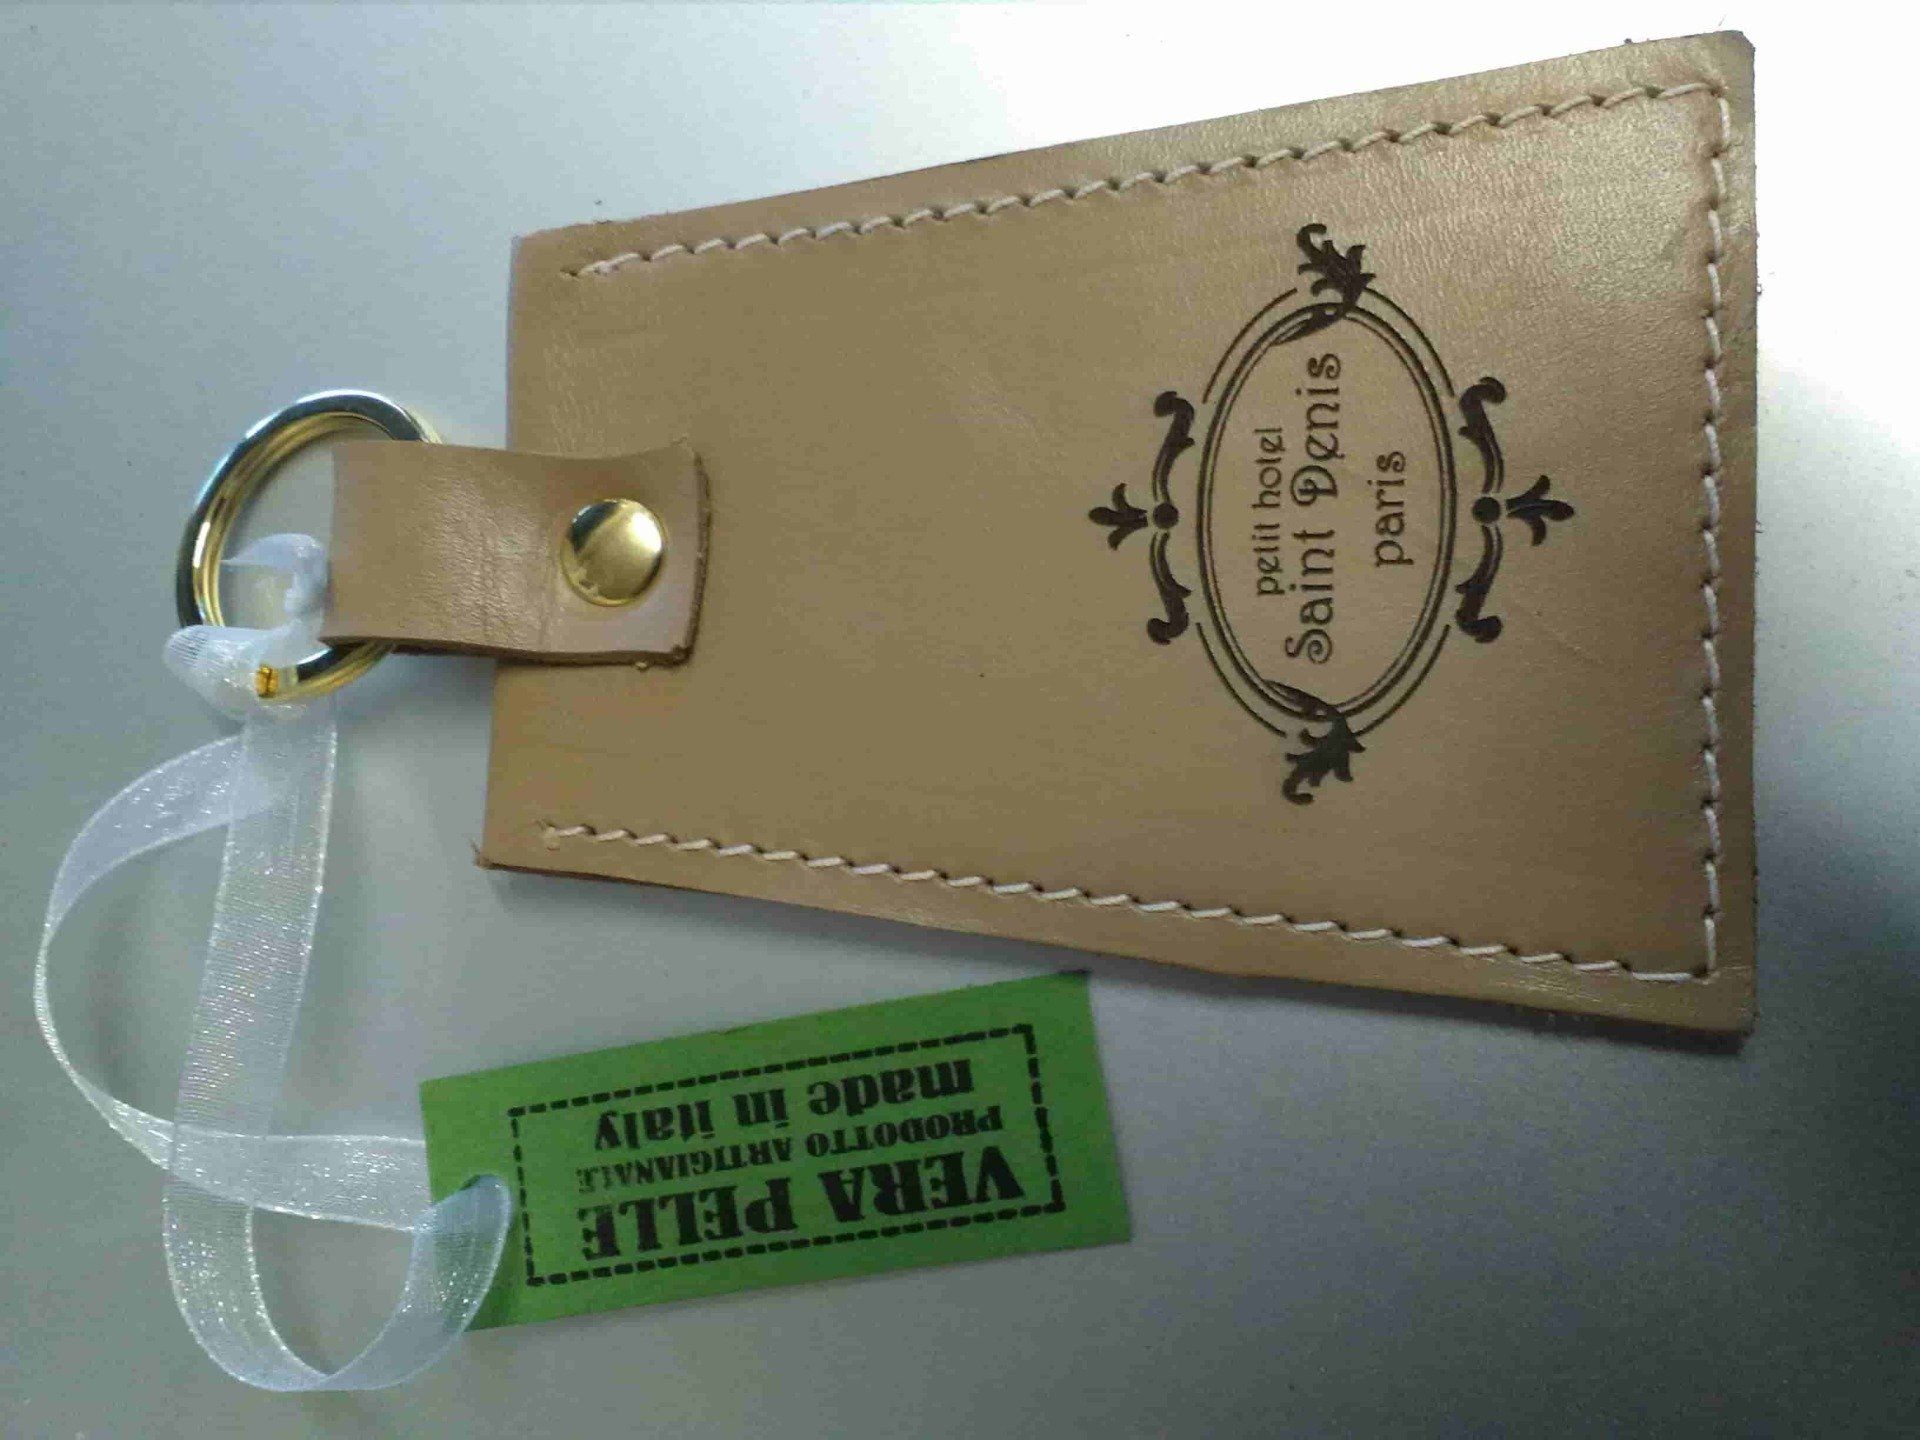 petit hotel
Saint Denis
paris
VERA PELLE
PRODOTTO ARTIGIANALE
made in italy